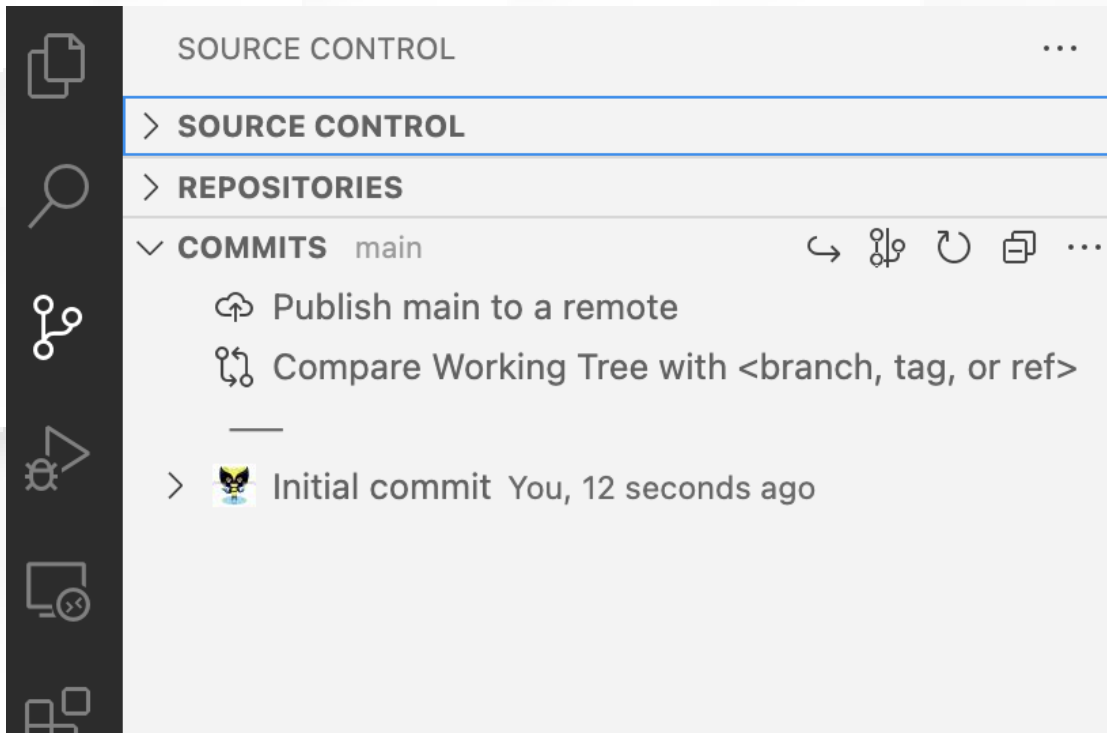 SOURCE CONTROL
SOURCE CONTROL
REPOSITORIES
COMMITS main
Publish main to a remote
Compare Working Tree with <branch, tag, or ref>
Initial commit You, 12 seconds ago